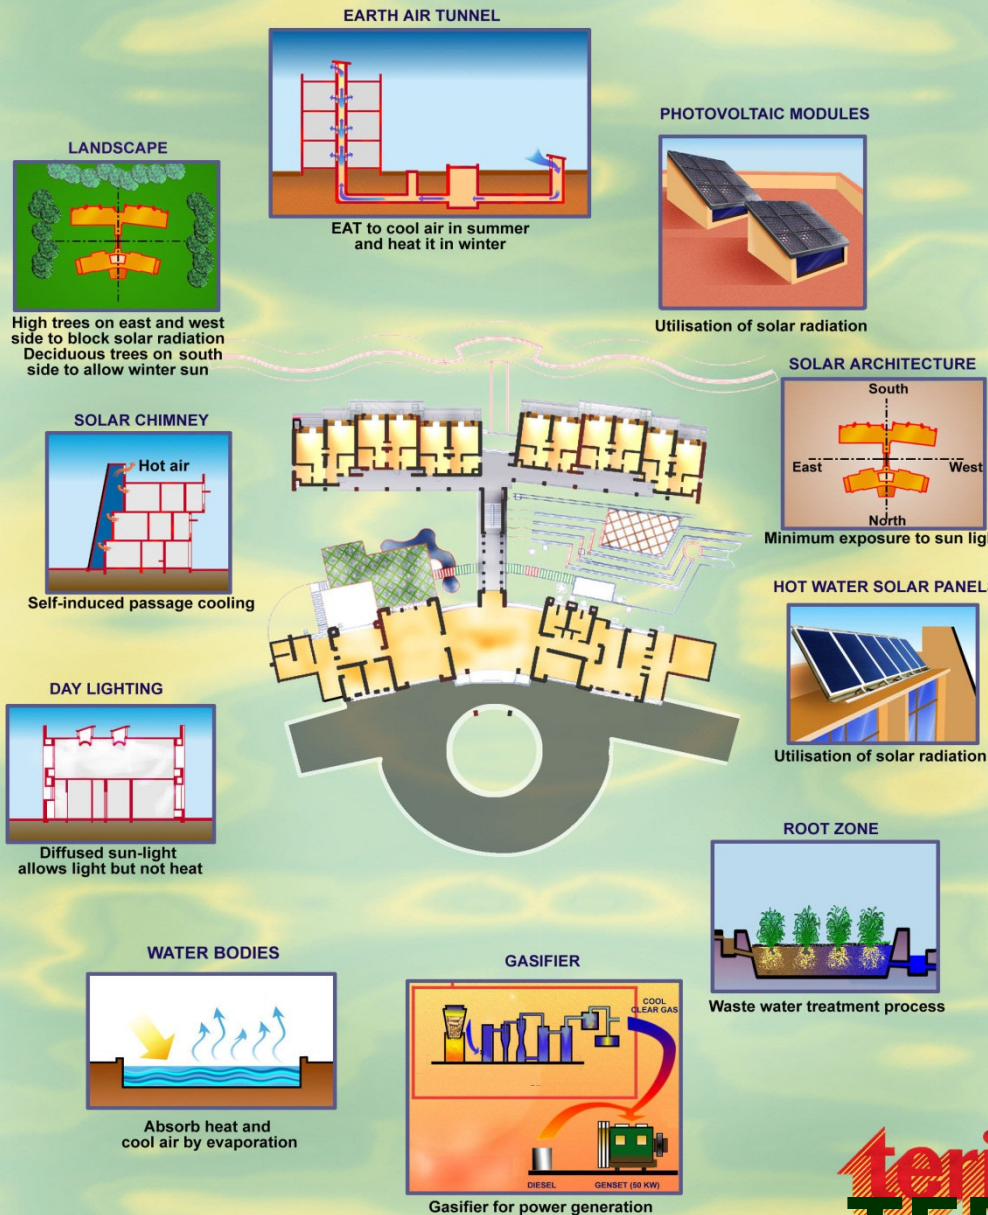 EARTH AIR TUNNEL
EAT to cool air in summer
and heat it in winter
PHOTOVOLTAIC MODULES
Utilisation of solar radiation
LANDSCAPE
High trees on east and west
side to block solar radiation
Deciduous trees on south
side to allow winter sun
SOLAR ARCHITECTURE
South
East
West
North
Minimum exposure to sun
SOLAR CHIMNEY
Hot air
Self-induced passage cooling
HOT WATER SOLAR
Utilisation of solar radiation
DAY LIGHTING
Diffused sun-light
allows light but not heat
ROOT ZONE
Waste water treatment process
WATER BODIES
Absorb heat and
cool air by evaporation
GASIFIER
COOL
CLEAR GAS
DIESEL
GENSET (50 KW)
Gasifier for power generation
teri